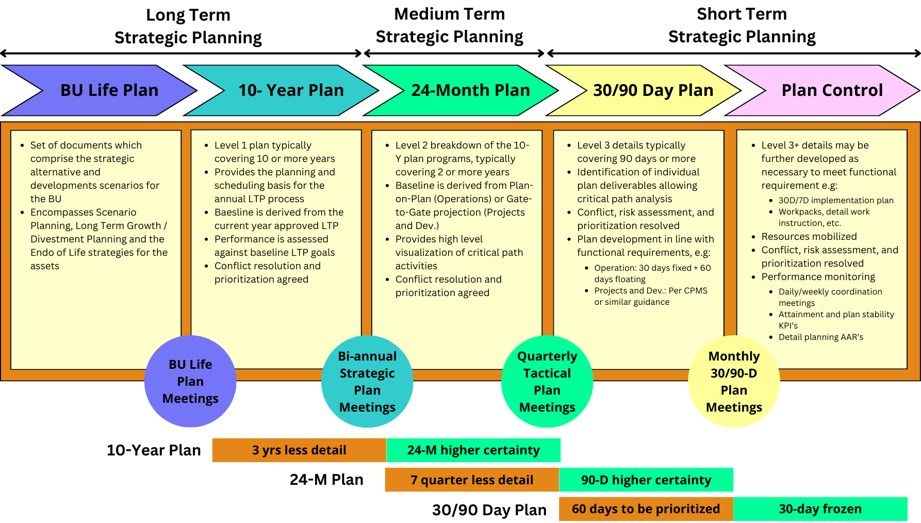 Long Term
Strategic Planning
Medium Term
Strategic Planning
Short Term
Strategic Planning
BU Life Plan
10- Year Plan
24-Month Plan
30/90 Day Plan
Plan Control
• Set of documents which
comprise the strategic
alternative and
developments scenarios for
the BU
• Encompasses Scenario
Planning, Long Term Growth /
Divestment Planning and the
Endo of Life strategies for the
assets
• Level 1 plan typically
covering 10 or more years
• Provides the planning and
scheduling basis for the
annual LTP process
• Baesline is derived from the
current year approved LTP
• Performance is assessed
against baseline LTP goals
• Conflict resolution and
prioritization agreed
• Level 2 breakdown of the 10-
Y plan programs, typically
covering 2 or more years
• Baseline is derived from Plan-
on-Plan (Operations) or Gate-
to-Gate projection (Projects
and Dev.)
• Provides high level
visualization of critical path
activities
• Conflict resolution and
prioritization agreed
• Level 3 details typically
covering 90 days or more
• Identification of individual
plan deliverables allowing
critical path analysis
• Conflict, risk assessment, and
prioritization resolved
• Plan development in line with
functional requirements, e.g:
• Operation: 30 days fixed + 60
days floating
• Projects and Dev.: Per CPMS
or similar guidance
• Level 3+ details may be
further developed as
necessary to meet functional
requirement e.g:
• 30D/7D implementation plan
• Workpacks, detail work
instruction, etc.
• Resources mobilized
• Conflict, risk assessment, and
prioritization resolved
• Performance monitoring
• Daily/weekly coordination
meetings
• Attainment and plan stability
KPI's
• Detail planning AAR's
BU Life
Plan
Meetings
Bi-annual
Strategic
Plan
Meetings
Quarterly
Tactical
Plan
Meetings
Monthly
30/90-D
Plan
Meetings
10-Year Plan
3 yrs less detail
24-M higher certainty
24-M Plan
7 quarter less detail
90-D higher certainty
30/90 Day Plan
60 days to be prioritized
30-day frozen